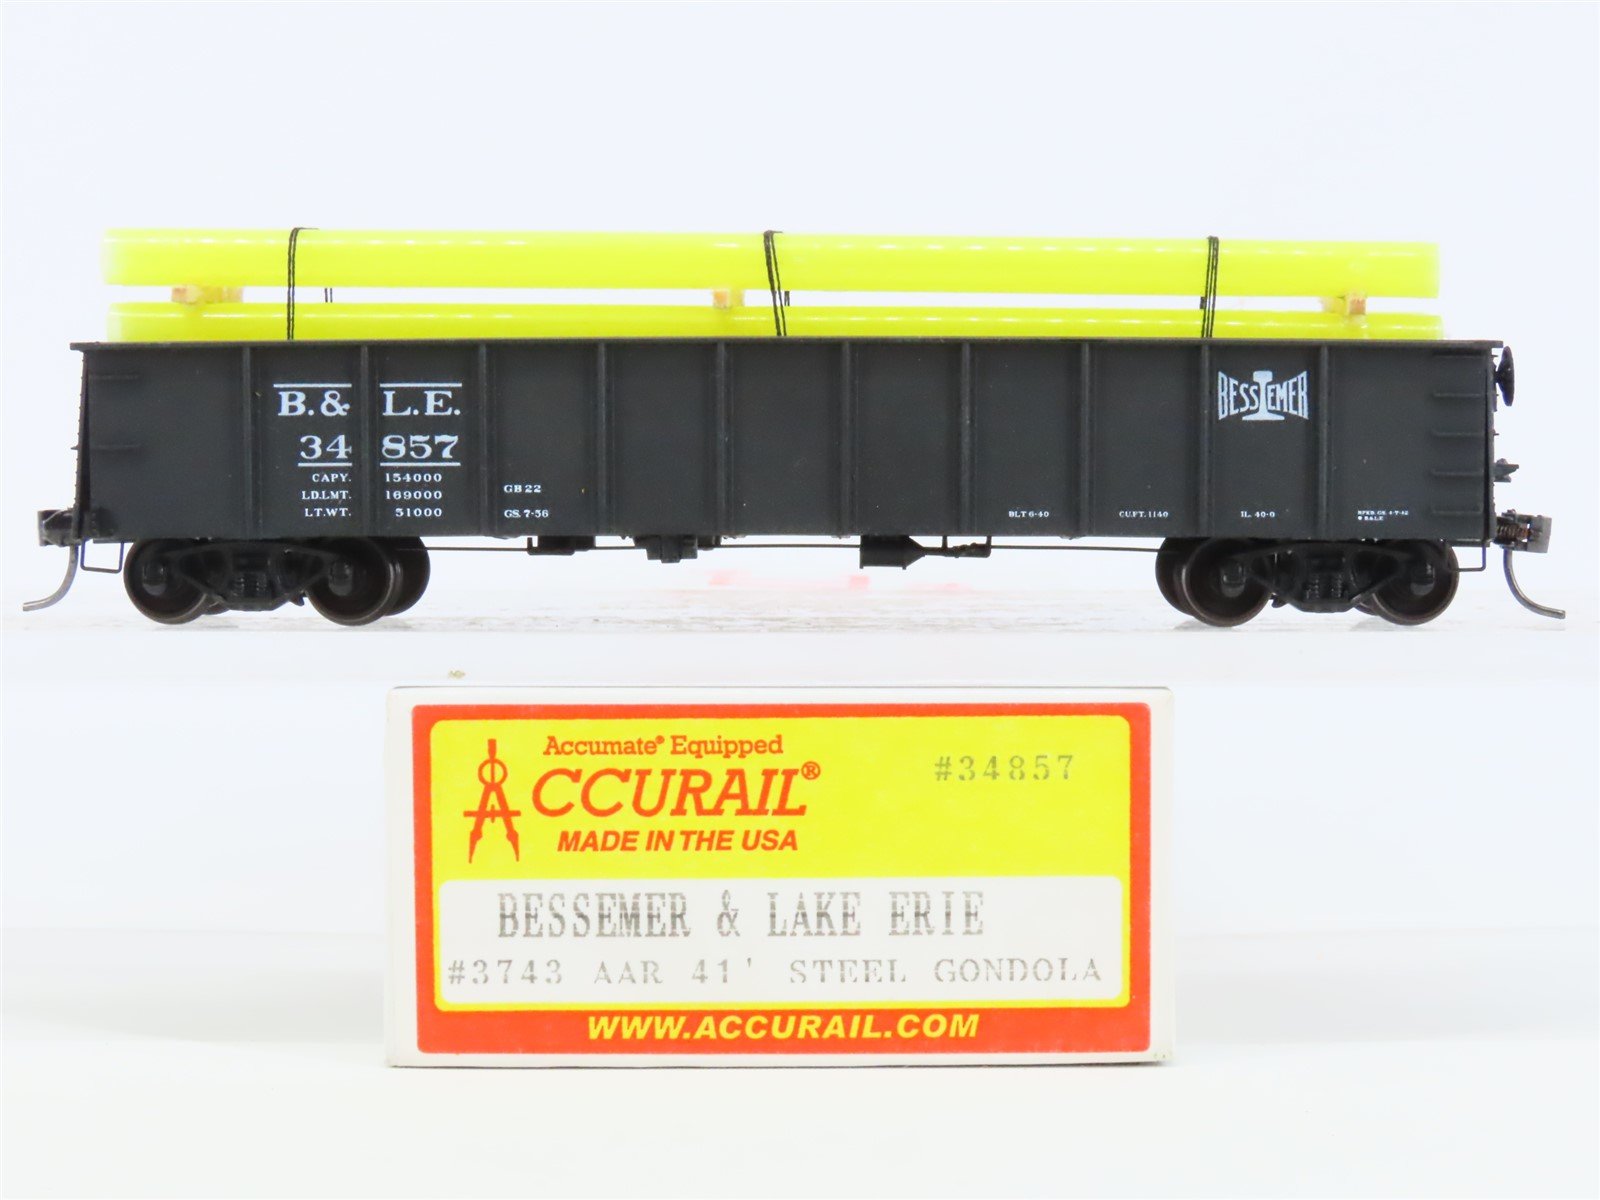 B. & L.E.
34 857
CAPY. 154000
LD.LMT. 169000
LT.WT. 51000
GB 22
GS. 7-56
BESSEMER
BLT 6-40
CU.FT. 1140
IL. 40-0
B&LE
Accumate® Equipped
ACCURAIL®
MADE IN THE USA
#34857
BESSEMER & LAKE ERIE
#3743 AAR 41' STEEL GONDOLA
WWW.ACCURAIL.COM